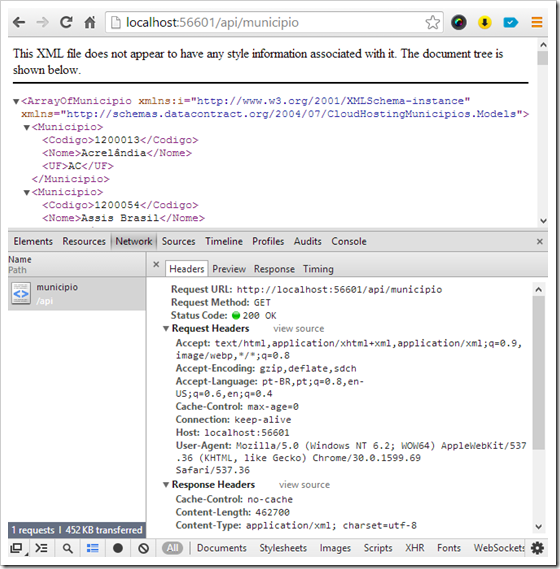 localhost:56601/api/municipio
This XML file does not appear to have any style information associated with it. The document tree is
shown below.
▼<ArrayOfMunicipio xmlns:i="http://www.w3.org/2001/XMLSchema-instance"
xmlns="http://schemas.datacontract.org/2004/07/CloudHostingMunicipios.Models">
▼<Municipio>
<Codigo>1200013</Codigo>
<Nome>Acrelândia</Nome>
<UF>AC</UF>
</Municipio>
▼<Municipio>
<Codigo>1200054</Codigo>
<Nome>Assis Brasil</Nome>
Elements Resources Network Sources Timeline Profiles Audits Console
Name
Path
municipio
/api
Headers Preview Response Timing
Request URL: http://localhost:56601/api/municipio
Request Method: GET
Status Code: 200 OK
▼Request Headers view source
Accept: text/html,application/xhtml+xml,application/xml;q=0.9,
image/webp,*/*;q=0.8
Accept-Encoding: gzip,deflate,sdch
Accept-Language: pt-BR,pt;q=0.8,en-
US;q=0.6,en;q=0.4
Cache-Control: max-age=0
Connection: keep-alive
Host: localhost:56601
User-Agent: Mozilla/5.0 (Windows NT 6.2; WOW64) AppleWebKit/537
.36 (KHTML, like Gecko) Chrome/30.0.1599.69
Safari/537.36
▼Response Headers view source
Cache-Control: no-cache
Content-Length: 462700
Content-Type: application/xml; charset=utf-8
1 requests | 452 KB transferred
All Documents Stylesheets Images Scripts XHR Fonts WebSockets